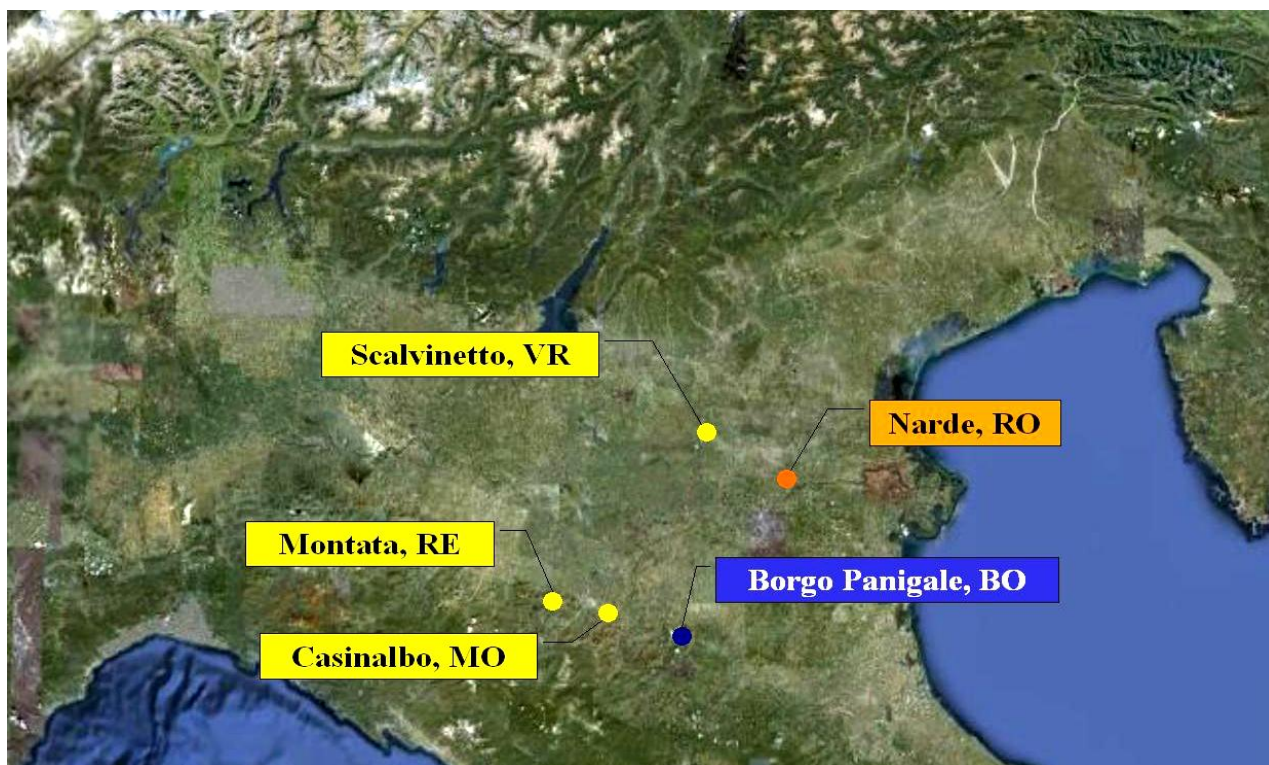 Scalvinetto, VR
Narde, RO
Montata, RE
Borgo Panigale, BO
Casinalbo, MO